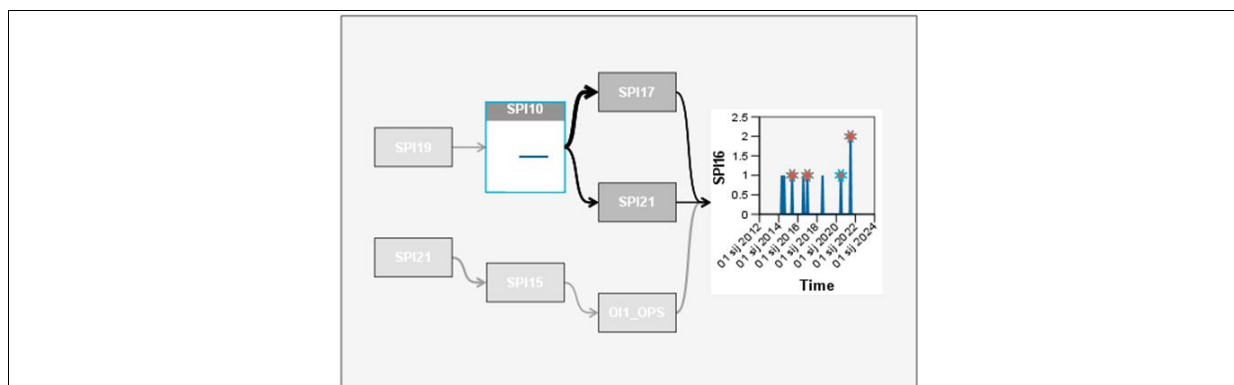 SPI10
SPI17
SPI19
SPI21
SPI21
SPI15
OI1_OPS
SPI16
2.5
2
1.5
1
0.5
0
01 sij 2012
01 sij 2014
01 sij 2016
01 sij 2018
01 sij 2020
01 sij 2022
01 sij 2024
Time